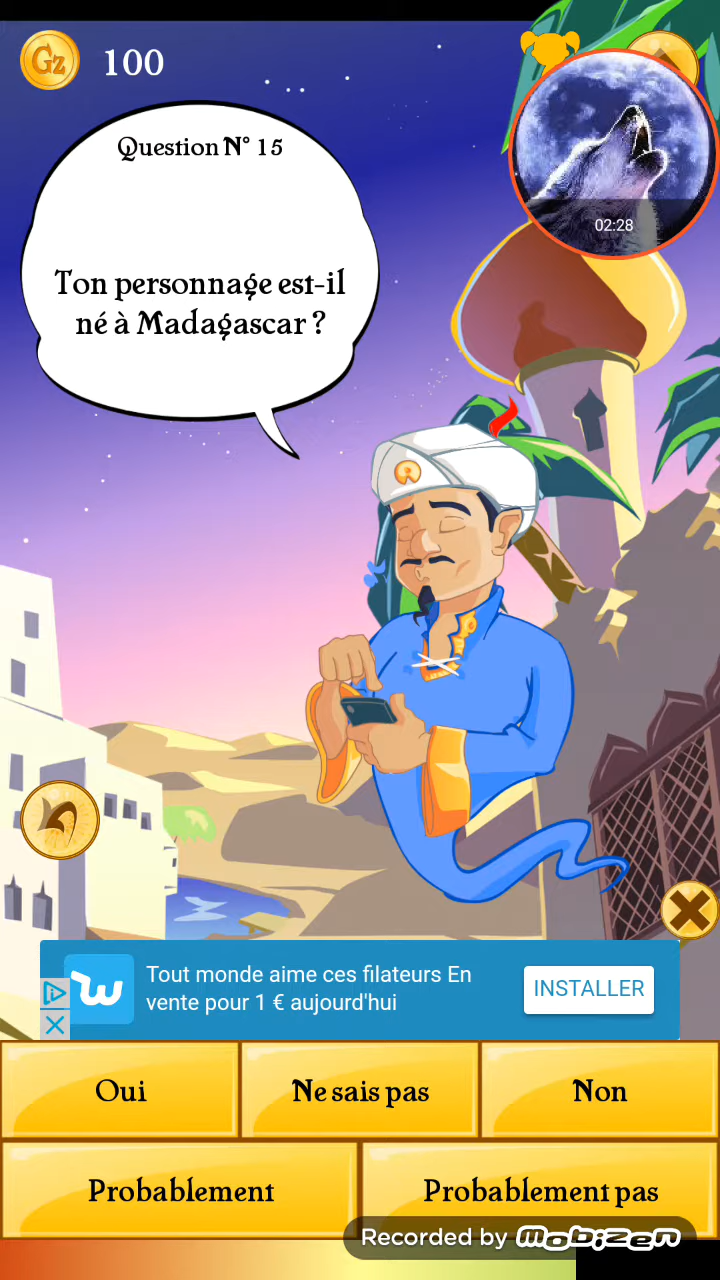 Gz 100
Question N° 15
02:28
Ton personnage est-il
né à Madagascar ?
Tout monde aime ces filateurs En
vente pour 1 € aujourd'hui
INSTALLER
Oui Ne sais pas Non
Probablement Probablement pas
Recorded by mobizen